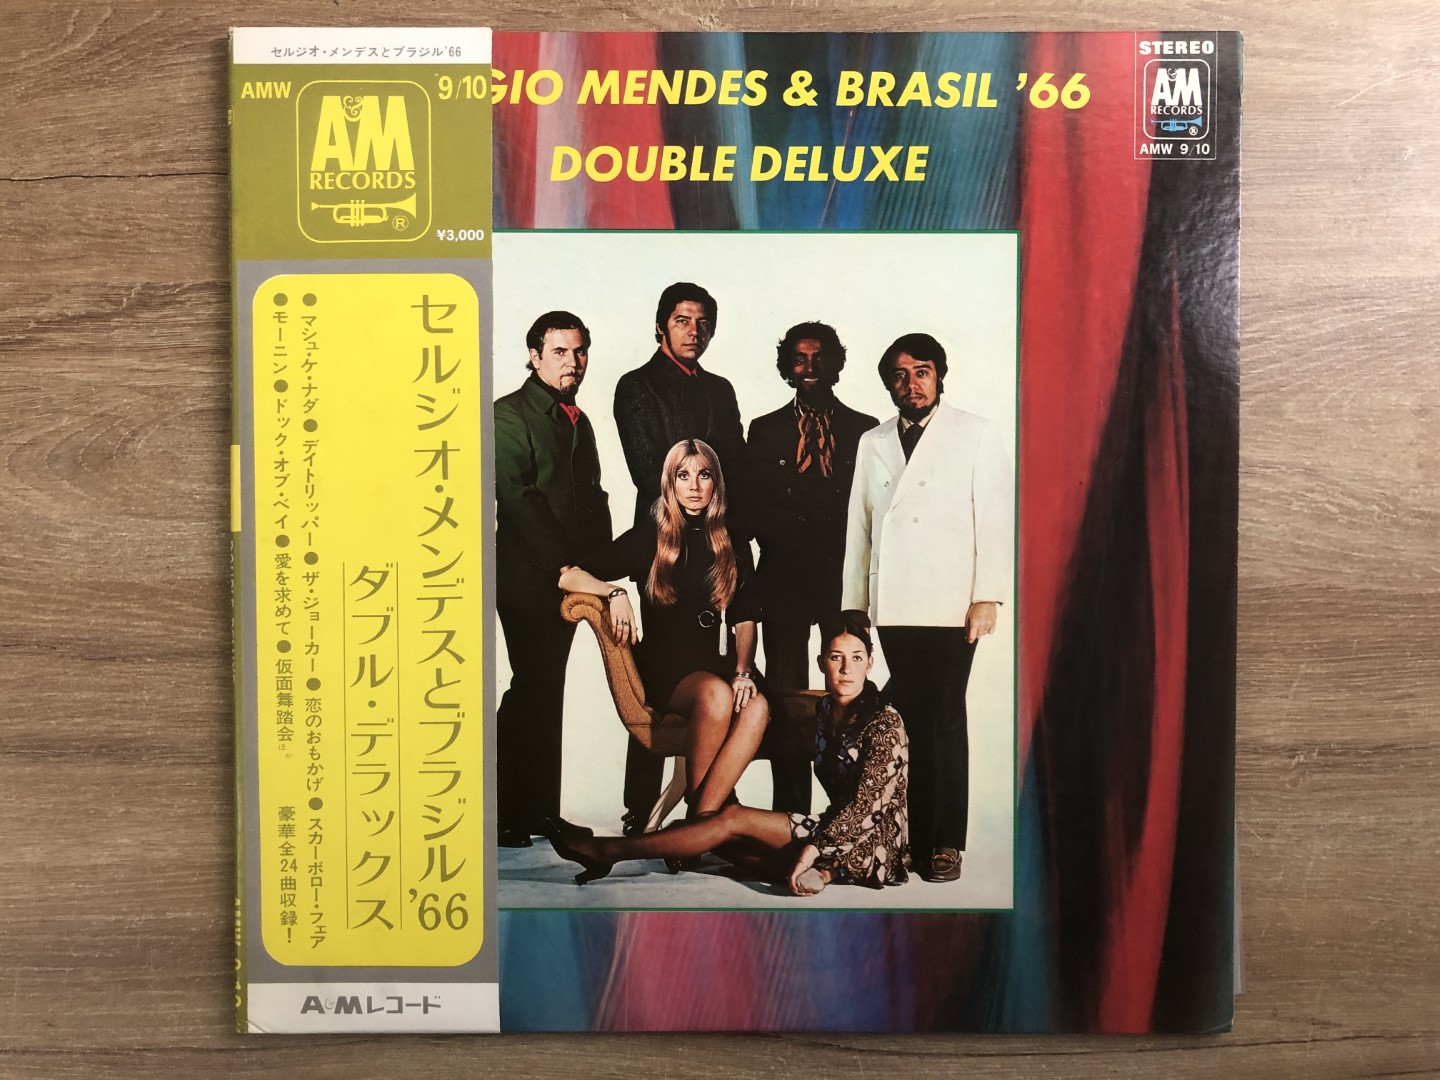 セルジオ・メンデスとブラジル'66
AMW 9/10
A&M
RECORDS
®
¥3,000
セルジオ・メンデスとブラジル'66
ダブル・デラックス
●マシュ・ケ・ナダ●デイトリッパー●ザ・ジョーカー●恋のおもかげ●スカーボロー・フェア
●モーニン●ドック・オブ・ベイ●愛を求めて●仮面舞踏会ほか 豪華全24曲収録!
A&Mレコード
GIO MENDES & BRASIL '66
DOUBLE DELUXE
STEREO
A&M
RECORDS
®
AMW 9/10